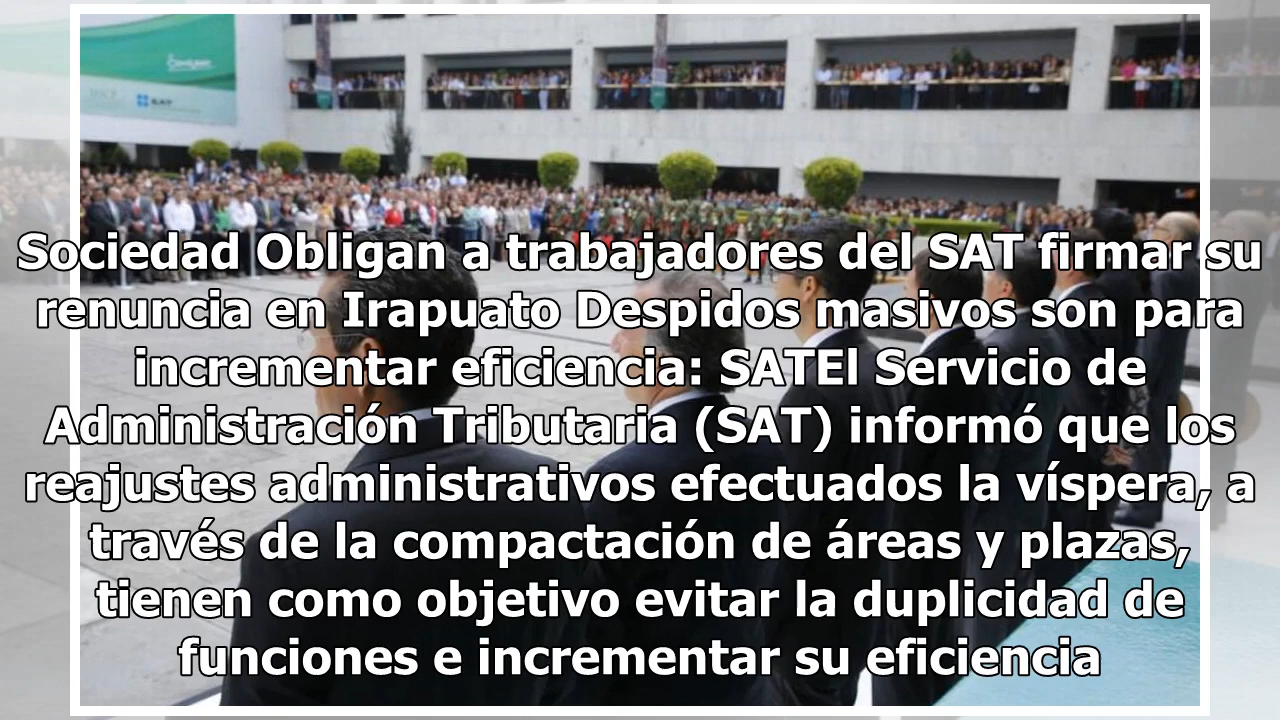 SHCP
SAT
Sociedad Obligan a trabajadores del SAT firmar su
renuncia en Irapuato Despidos masivos son para
incrementar eficiencia: SATEl Servicio de
Administración Tributaria (SAT) informó que los
reajustes administrativos efectuados la víspera, a
través de la compactación de áreas y plazas,
tienen como objetivo evitar la duplicidad de
funciones e incrementar su eficiencia